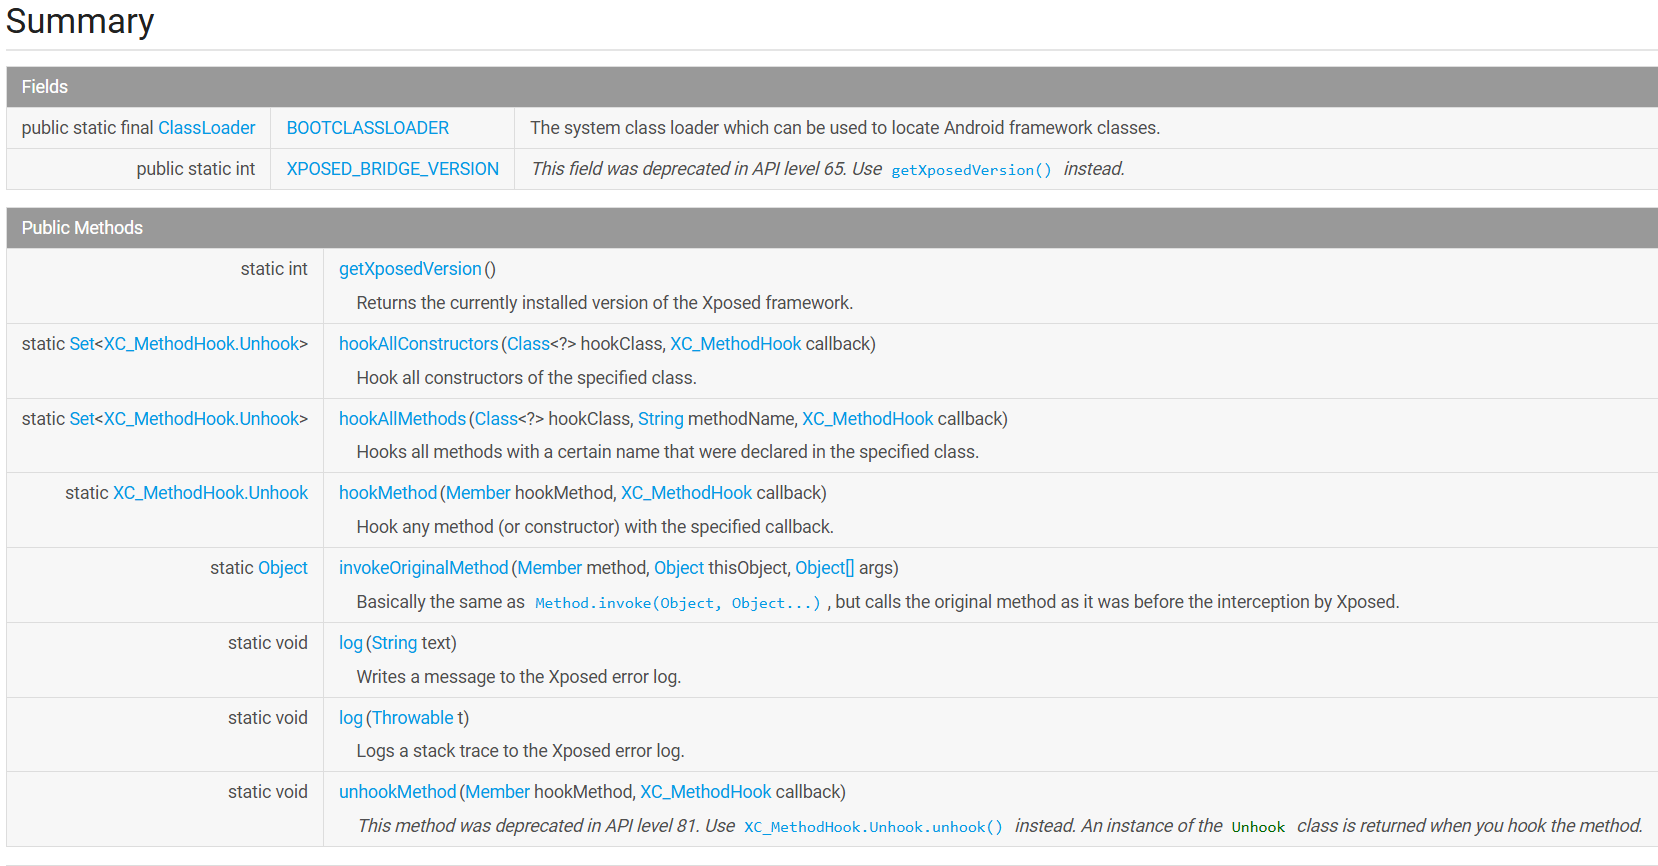 Summary
Fields
public static final ClassLoader BOOTCLASSLOADER The system class loader which can be used to locate Android framework classes.
public static int XPOSED_BRIDGE_VERSION This field was deprecated in API level 65. Use getXposedVersion() instead.
Public Methods
static int getXposedVersion()
Returns the currently installed version of the Xposed framework.
static Set<XC_MethodHook.Unhook> hookAllConstructors(Class<?> hookClass, XC_MethodHook callback)
Hook all constructors of the specified class.
static Set<XC_MethodHook.Unhook> hookAllMethods(Class<?> hookClass, String methodName, XC_MethodHook callback)
Hooks all methods with a certain name that were declared in the specified class.
static XC_MethodHook.Unhook hookMethod(Member hookMethod, XC_MethodHook callback)
Hook any method (or constructor) with the specified callback.
static Object invokeOriginalMethod(Member method, Object thisObject, Object[] args)
Basically the same as Method.invoke(Object, Object...) , but calls the original method as it was before the interception by Xposed.
static void log(String text)
Writes a message to the Xposed error log.
static void log(Throwable t)
Logs a stack trace to the Xposed error log.
static void unhookMethod(Member hookMethod, XC_MethodHook callback)
This method was deprecated in API level 81. Use XC_MethodHook.Unhook.unhook() instead. An instance of the Unhook class is returned when you hook the method.